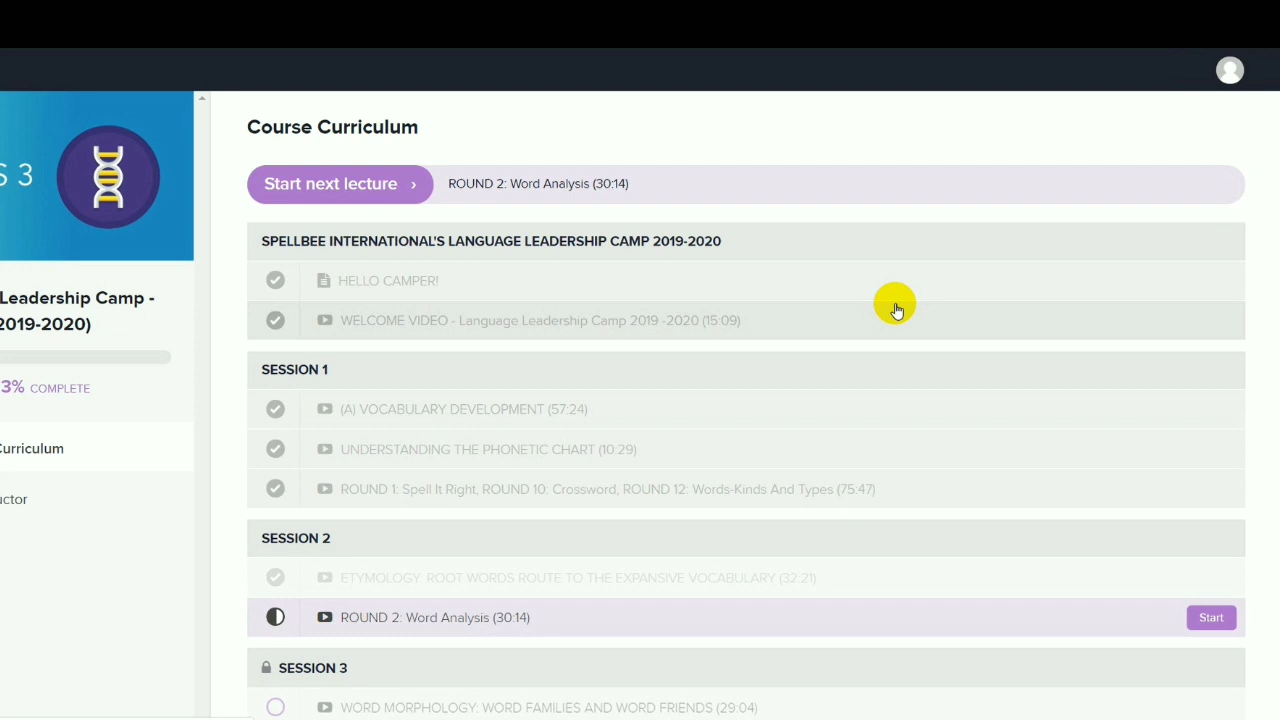 Course Curriculum
Start next lecture › ROUND 2: Word Analysis (30:14)
SPELLBEE INTERNATIONAL'S LANGUAGE LEADERSHIP CAMP 2019-2020
HELLO CAMPER!
WELCOME VIDEO - Language Leadership Camp 2019 -2020 (15:09)
SESSION 1
(A) VOCABULARY DEVELOPMENT (57:24)
UNDERSTANDING THE PHONETIC CHART (10:29)
ROUND 1: Spell It Right, ROUND 10: Crossword, ROUND 12: Words-Kinds And Types (75:47)
SESSION 2
ETYMOLOGY: ROOT WORDS ROUTE TO THE EXPANSIVE VOCABULARY (32:21)
ROUND 2: Word Analysis (30:14)
Start
SESSION 3
WORD MORPHOLOGY: WORD FAMILIES AND WORD FRIENDS (29:04)
S 3
Leadership Camp -
2019-2020)
3% COMPLETE
Curriculum
uctor